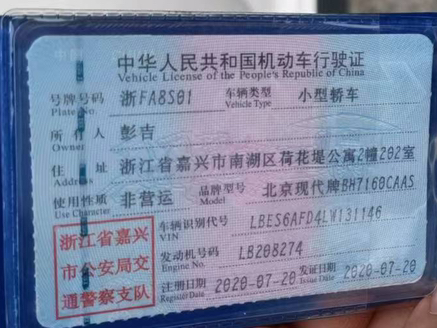 中华人民共和国机动车行驶证
Vehicle License of the People's Republic of China
号牌号码 浙FA8S01 车辆类型 小型轿车
Plate No. Vehicle Type
所有人 彭吉
Owner
住址 浙江省嘉兴市南湖区荷花堤公寓2幢202室
Address
使用性质 非营运 品牌型号 北京现代牌BH7160CAAS
Use Character Model
浙江省嘉兴
市公安局交
通警察支队
车辆识别代号 LBES6AFD4LW131146
VIN
发动机号码 LB208274
Engine No.
注册日期 2020-07-20 发证日期 2020-07-20
Register Date Issue Date